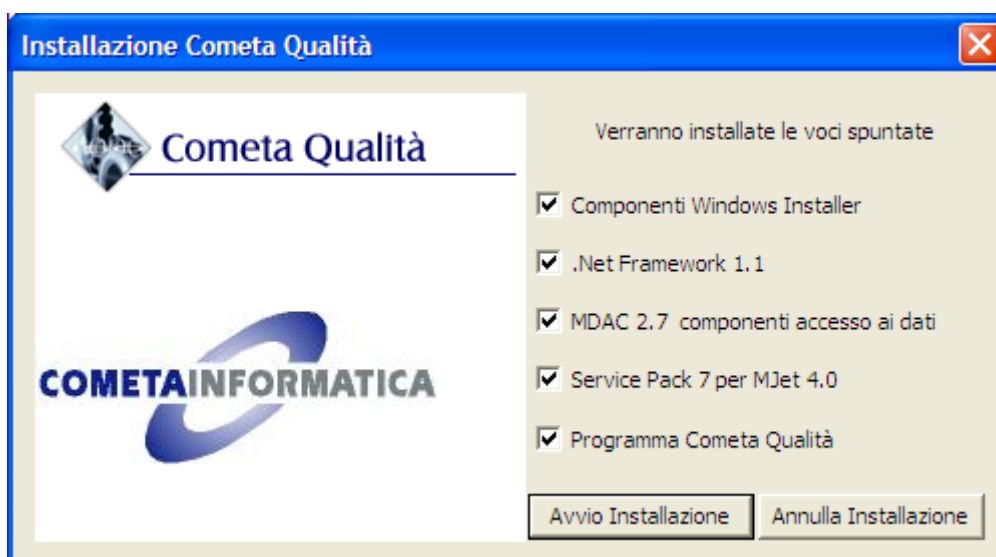 Installazione Cometa Qualità
Cometa Qualità
COMETAINFORMATICA
Verranno installate le voci spuntate
Componenti Windows Installer
.Net Framework 1.1
MDAC 2.7 componenti accesso ai dati
Service Pack 7 per MJet 4.0
Programma Cometa Qualità
Avvio Installazione
Annulla Installazione